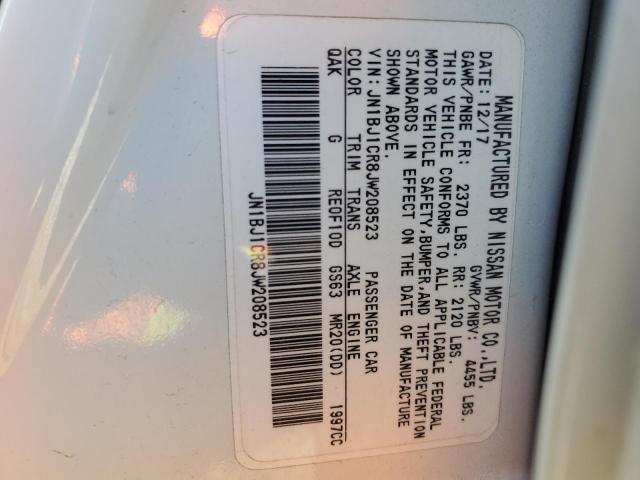 MANUFACTURED BY NISSAN MOTOR CO.,LTD.
DATE: 12/17 GVWR/PNBV: 4455 LBS.
GAWR/PNBE FR: 2370 LBS. RR: 2120 LBS.
THIS VEHICLE CONFORMS TO ALL APPLICABLE FEDERAL
MOTOR VEHICLE SAFETY,BUMPER,AND THEFT PREVENTION
STANDARDS IN EFFECT ON THE DATE OF MANUFACTURE
SHOWN ABOVE.
VIN: JN1BJ1CR8JW208523 PASSENGER CAR
COLOR TRIM TRANS AXLE ENGINE
QAK G RE0F10D GS63 MR20(DD) 1997CC
JN1BJ1CR8JW208523